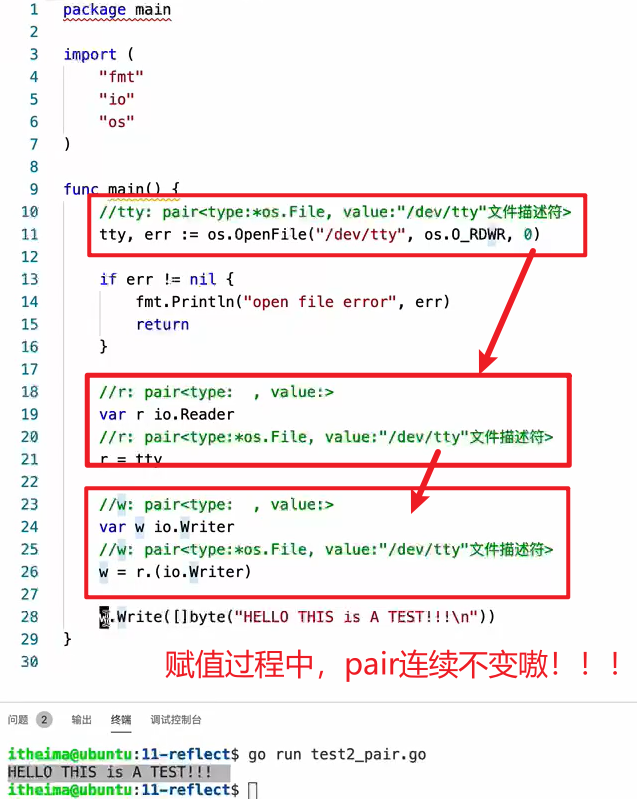 1 package main
2
3 import (
4 "fmt"
5 "io"
6 "os"
7 )
8
9 func main() {
10 //tty: pair<type:*os.File, value:"/dev/tty"文件描述符>
11 tty, err := os.OpenFile("/dev/tty", os.O_RDWR, 0)
12
13 if err != nil {
14 fmt.Println("open file error", err)
15 return
16 }
17
18 //r: pair<type:  , value:>
19 var r io.Reader
20 //r: pair<type:*os.File, value:"/dev/tty"文件描述符>
21 r = tty
22
23 //w: pair<type:  , value:>
24 var w io.Writer
25 //w: pair<type:*os.File, value:"/dev/tty"文件描述符>
26 w = r.(io.Writer)
27
28 w.Write([]byte("HELLO THIS is A TEST!!!\n"))
29 }
30
赋值过程中，pair连续不变嗷！！！
问题 2 输出 终端 调试控制台
itheima@ubuntu:11-reflect$ go run test2_pair.go
HELLO THIS is A TEST!!!
itheima@ubuntu:11-reflect$